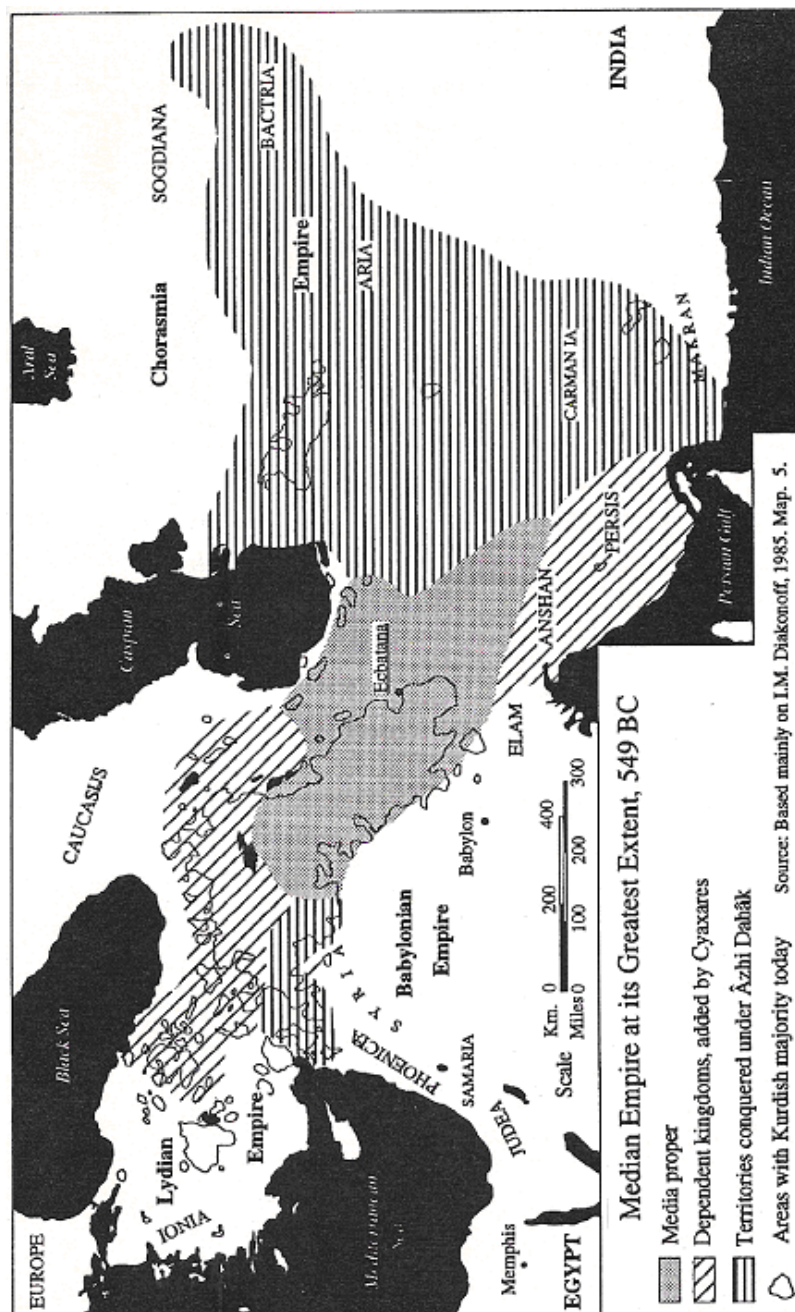 EUROPE
Black Sea
CAUCASUS
Caspian
Sea
Aral
Sea
Chorasmia
SOGDIANA
BACTRIA
Empire
ARIA
INDIA
Lydian
Empire
IONIA
Ecbatana
CARMANIA
MAKRAN
Mediterranean
Sea
SYRIA
PHOENICIA
Babylonian
Empire
Babylon
ELAM
ANSHAN
PERSIS
Persian Gulf
Indian Ocean
SAMARIA
JUDEA
Memphis
EGYPT
Km. 0 200 400
Miles 0 100 200 300
Scale
Median Empire at its Greatest Extent, 549 BC
Media proper
Dependent kingdoms, added by Cyaxares
Territories conquered under Âzhi Dahâk
Areas with Kurdish majority today
Source: Based mainly on I.M. Diakonoff, 1985. Map. 5.